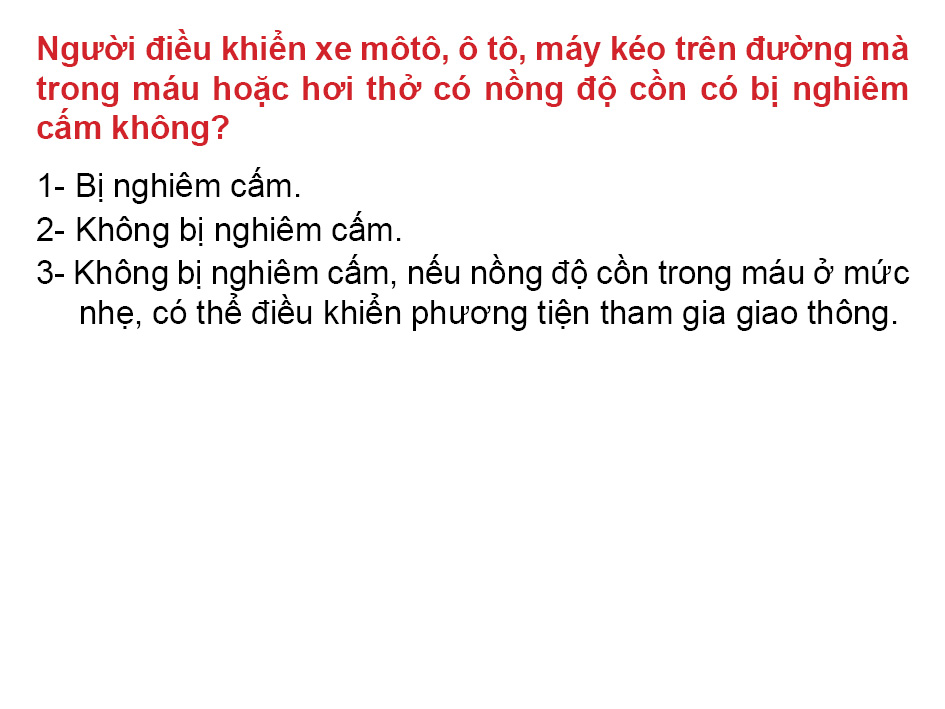 Người điều khiển xe môtô, ô tô, máy kéo trên đường mà
trong máu hoặc hơi thở có nồng độ cồn có bị nghiêm
cấm không?
1- Bị nghiêm cấm.
2- Không bị nghiêm cấm.
3- Không bị nghiêm cấm, nếu nồng độ cồn trong máu ở mức
nhẹ, có thể điều khiển phương tiện tham gia giao thông.